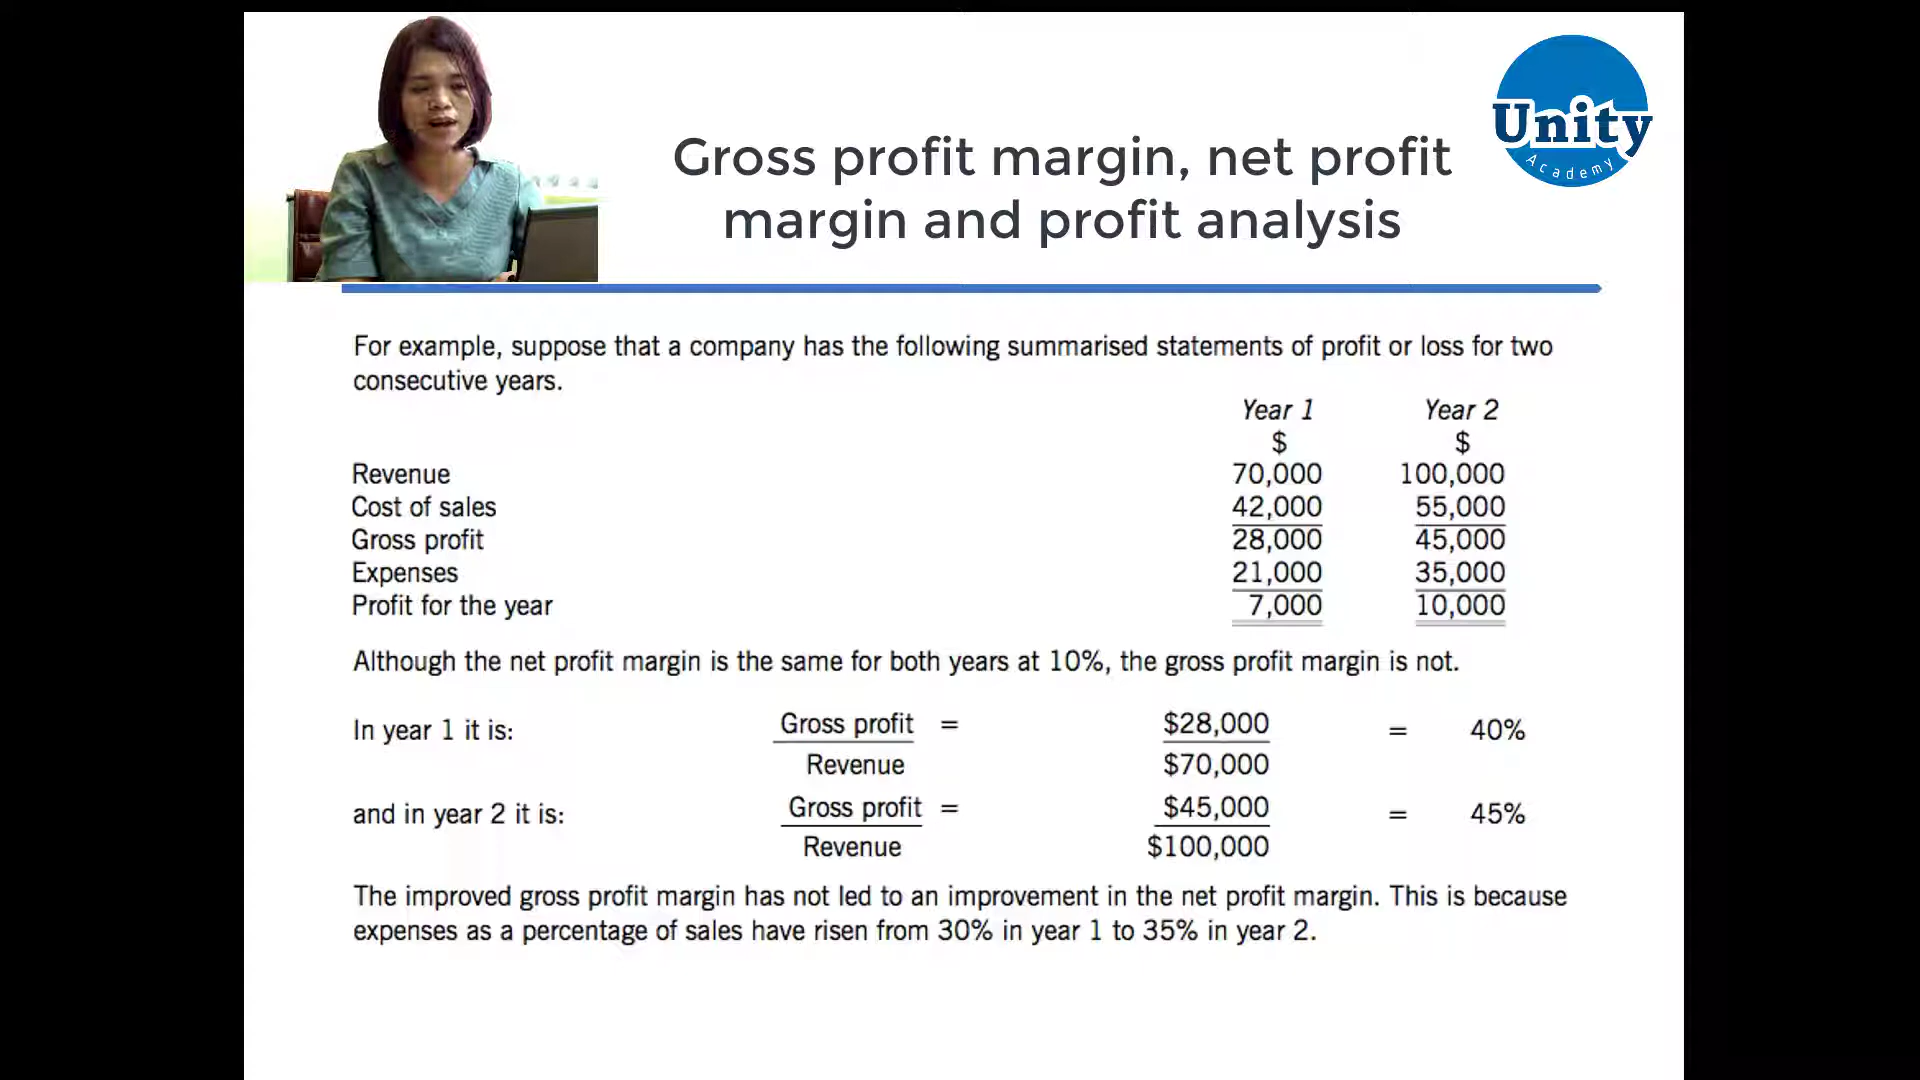 Unity
Academy
Gross profit margin, net profit
margin and profit analysis
For example, suppose that a company has the following summarised statements of profit or loss for two
consecutive years.
Year 1 Year 2
$ $
Revenue 70,000 100,000
Cost of sales 42,000 55,000
Gross profit 28,000 45,000
Expenses 21,000 35,000
Profit for the year 7,000 10,000
Although the net profit margin is the same for both years at 10%, the gross profit margin is not.
In year 1 it is: Gross profit = $28,000 = 40%
Revenue $70,000
and in year 2 it is: Gross profit = $45,000 = 45%
Revenue $100,000
The improved gross profit margin has not led to an improvement in the net profit margin. This is because
expenses as a percentage of sales have risen from 30% in year 1 to 35% in year 2.